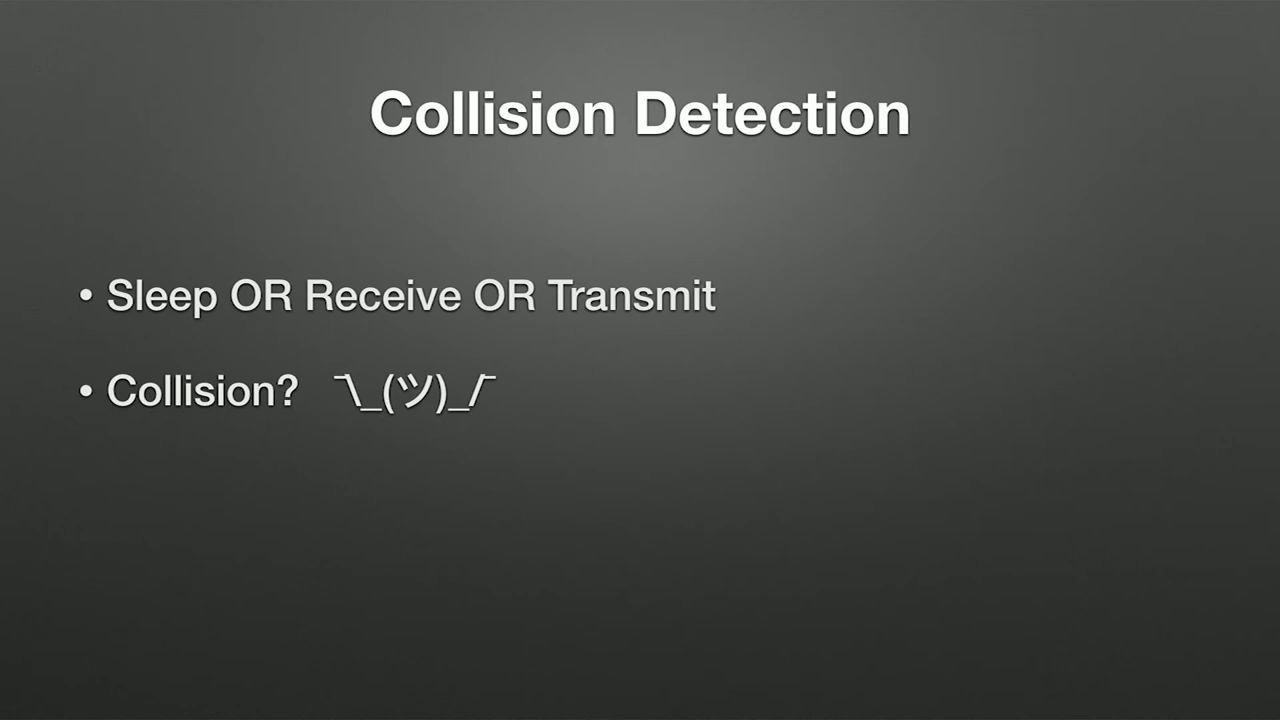 Collision Detection
• Sleep OR Receive OR Transmit
• Collision? ¯\_(ツ)_/¯